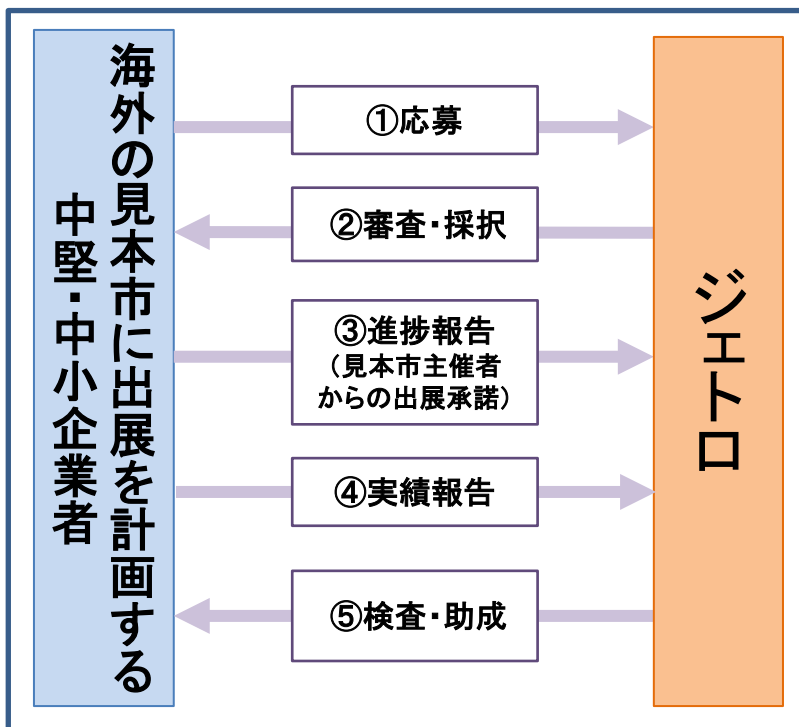 海外の見本市に出展を計画する
中堅・中小企業者
①応募
②審査・採択
③進捗報告
（見本市主催者
からの出展承諾）
④実績報告
⑤検査・助成
ジェトロ